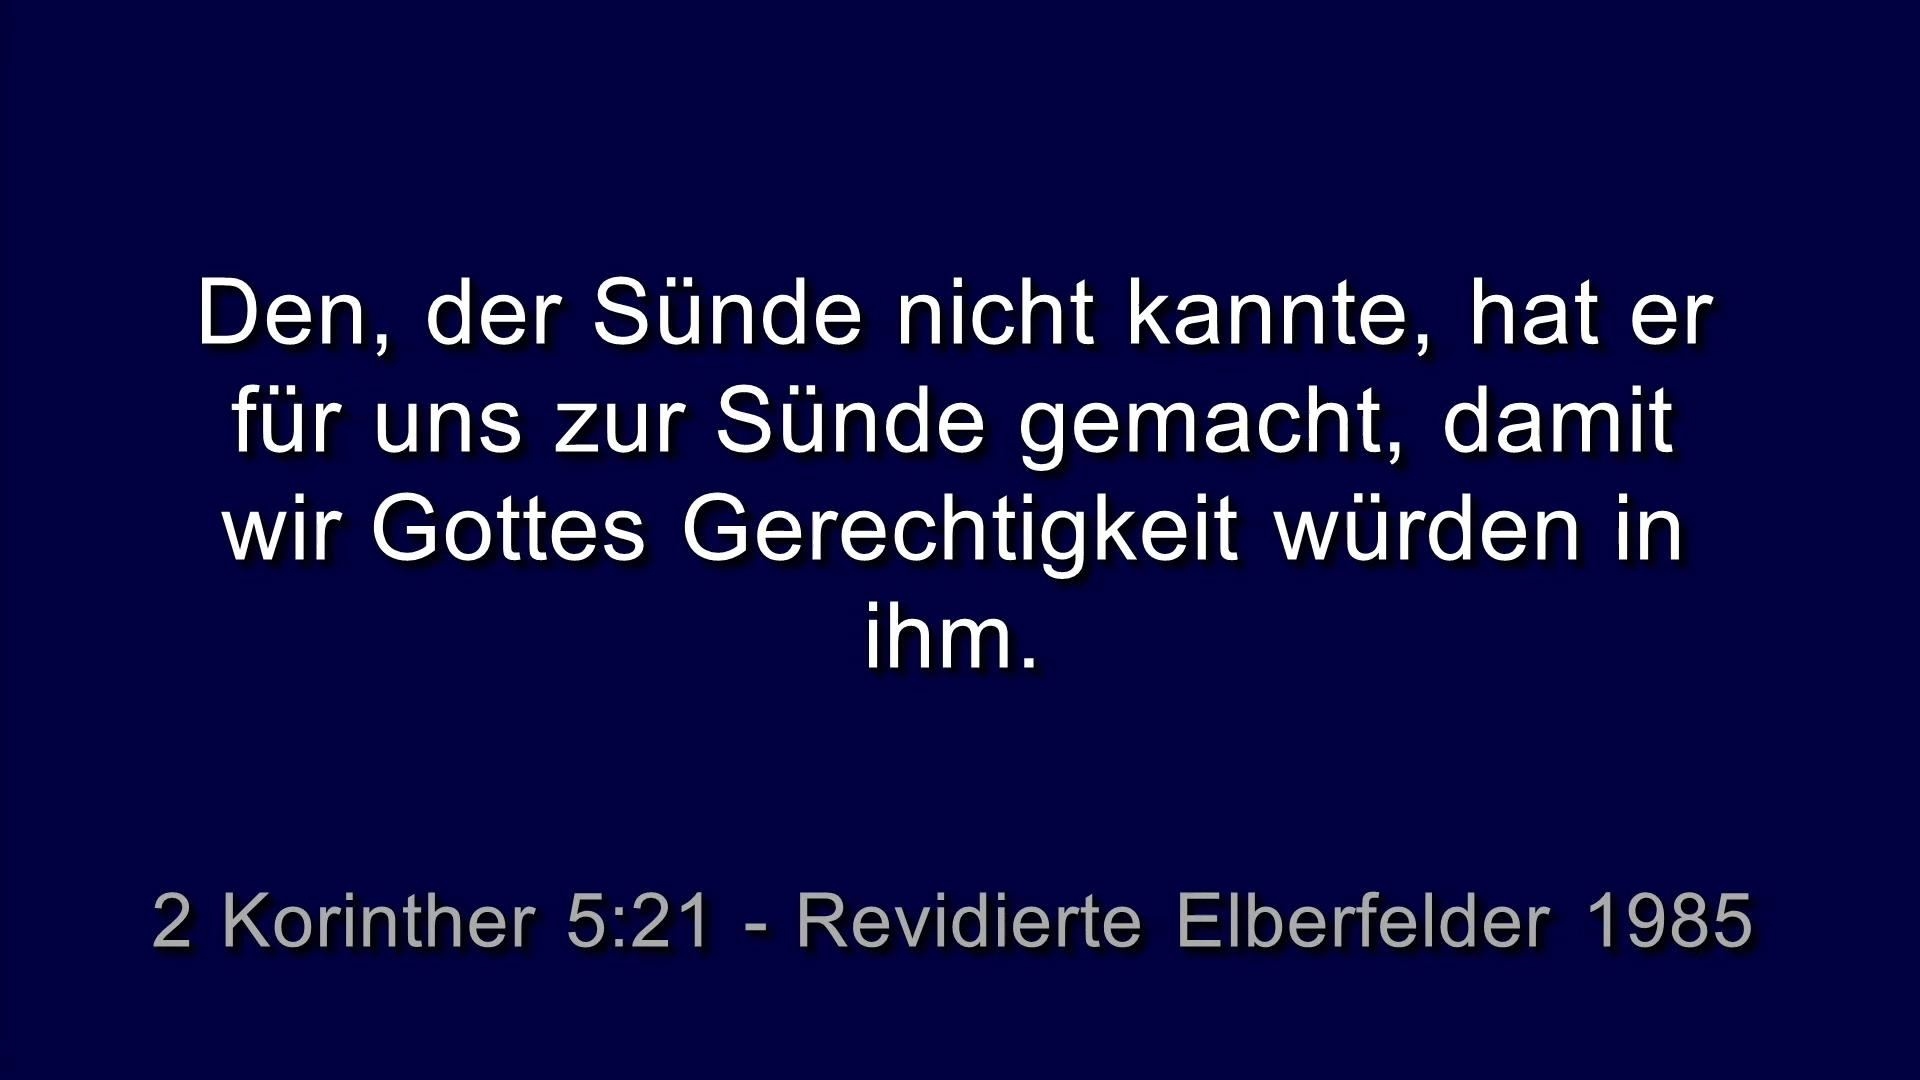 Den, der Sünde nicht kannte, hat er
für uns zur Sünde gemacht, damit
wir Gottes Gerechtigkeit würden in
ihm.
2 Korinther 5:21 - Revidierte Elberfelder 1985